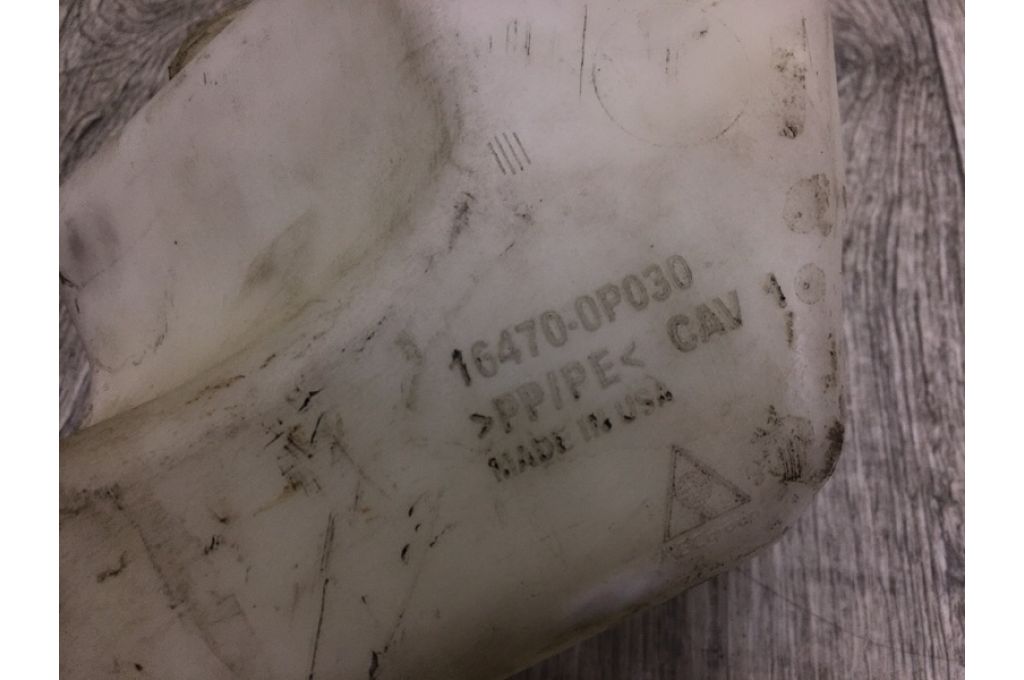 16470-0P030
>PP/PE< CAV 1
MADE IN USA